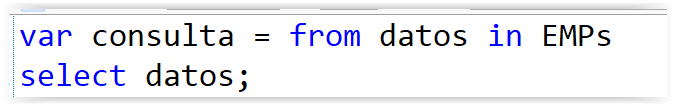 var consulta = from datos in EMPs
select datos;